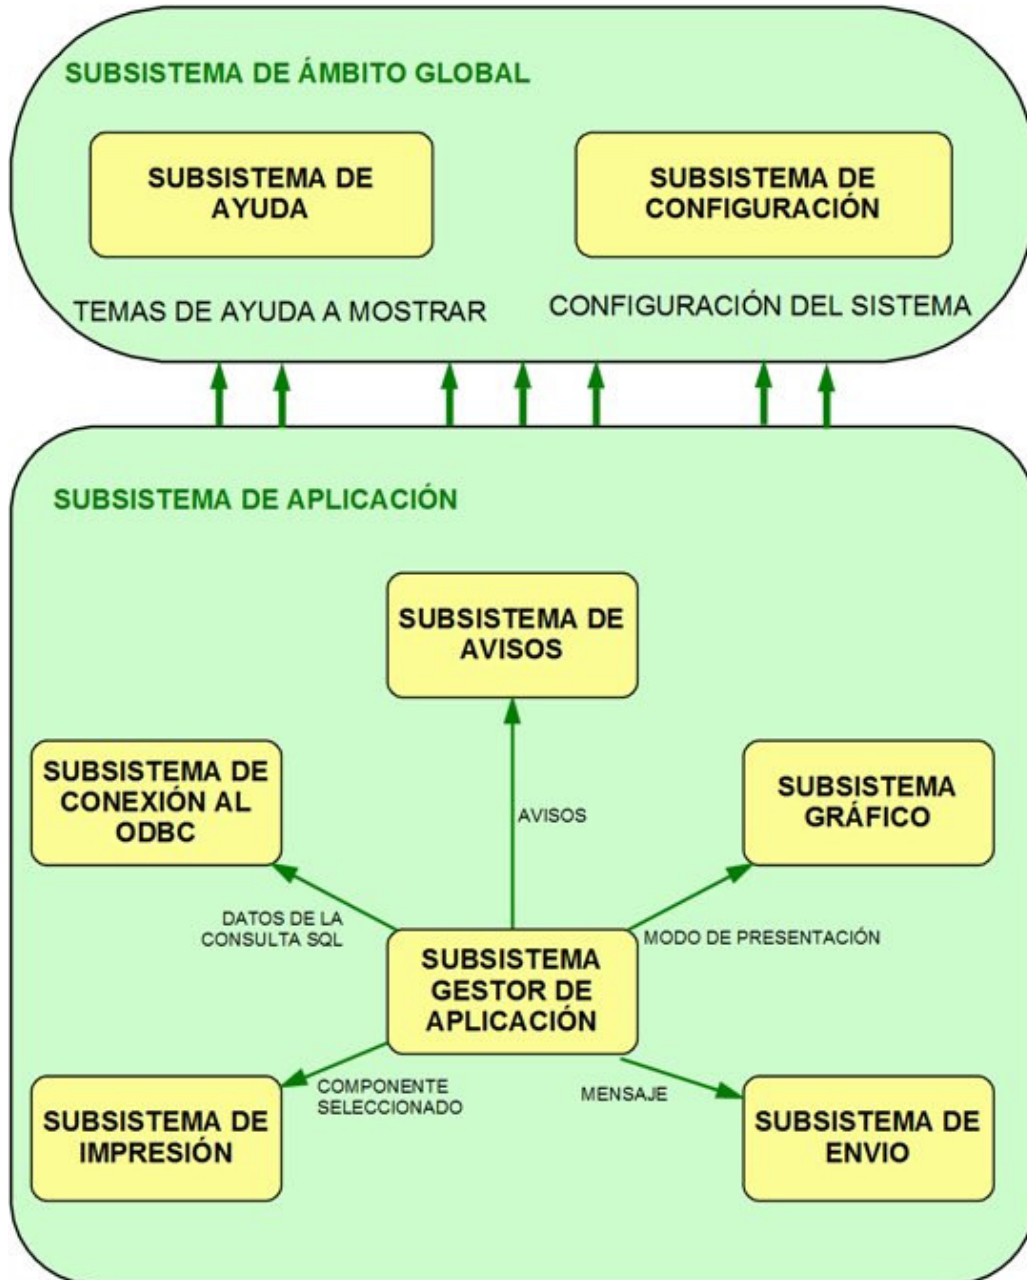 SUBSISTEMA DE ÁMBITO GLOBAL
SUBSISTEMA DE
AYUDA
SUBSISTEMA DE
CONFIGURACIÓN
TEMAS DE AYUDA A MOSTRAR
CONFIGURACIÓN DEL SISTEMA
SUBSISTEMA DE APLICACIÓN
SUBSISTEMA DE
AVISOS
SUBSISTEMA DE
CONEXIÓN AL
ODBC
SUBSISTEMA
GRÁFICO
AVISOS
DATOS DE LA
CONSULTA SQL
MODO DE PRESENTACIÓN
SUBSISTEMA
GESTOR DE
APLICACIÓN
COMPONENTE
SELECCIONADO
MENSAJE
SUBSISTEMA DE
IMPRESIÓN
SUBSISTEMA DE
ENVIO